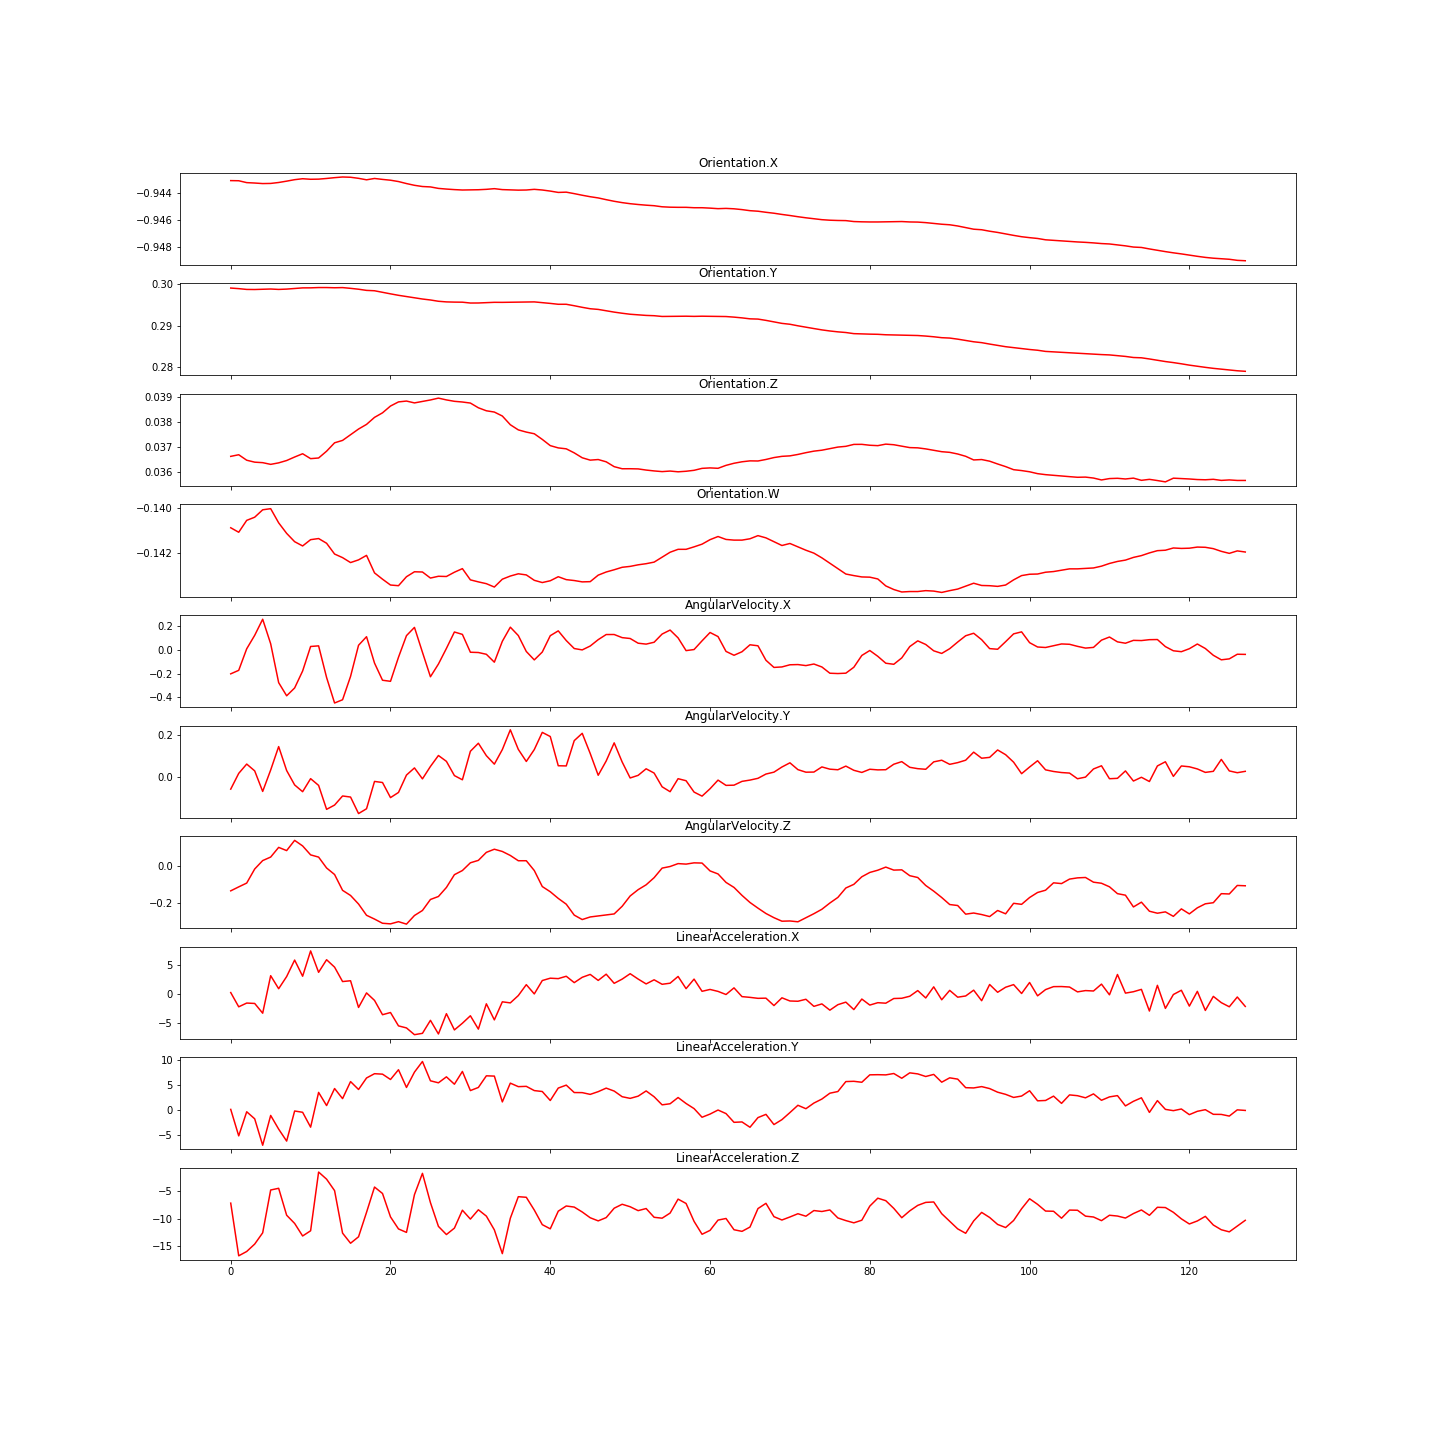 Orientation.X
−0.944
−0.946
−0.948
Orientation.Y
0.30
0.29
0.28
Orientation.Z
0.039
0.038
0.037
0.036
Orientation.W
−0.140
−0.142
AngularVelocity.X
0.2
0.0
−0.2
−0.4
AngularVelocity.Y
0.2
0.0
AngularVelocity.Z
0.0
−0.2
LinearAcceleration.X
5
0
−5
LinearAcceleration.Y
10
5
0
−5
LinearAcceleration.Z
−5
−10
−15
0 20 40 60 80 100 120